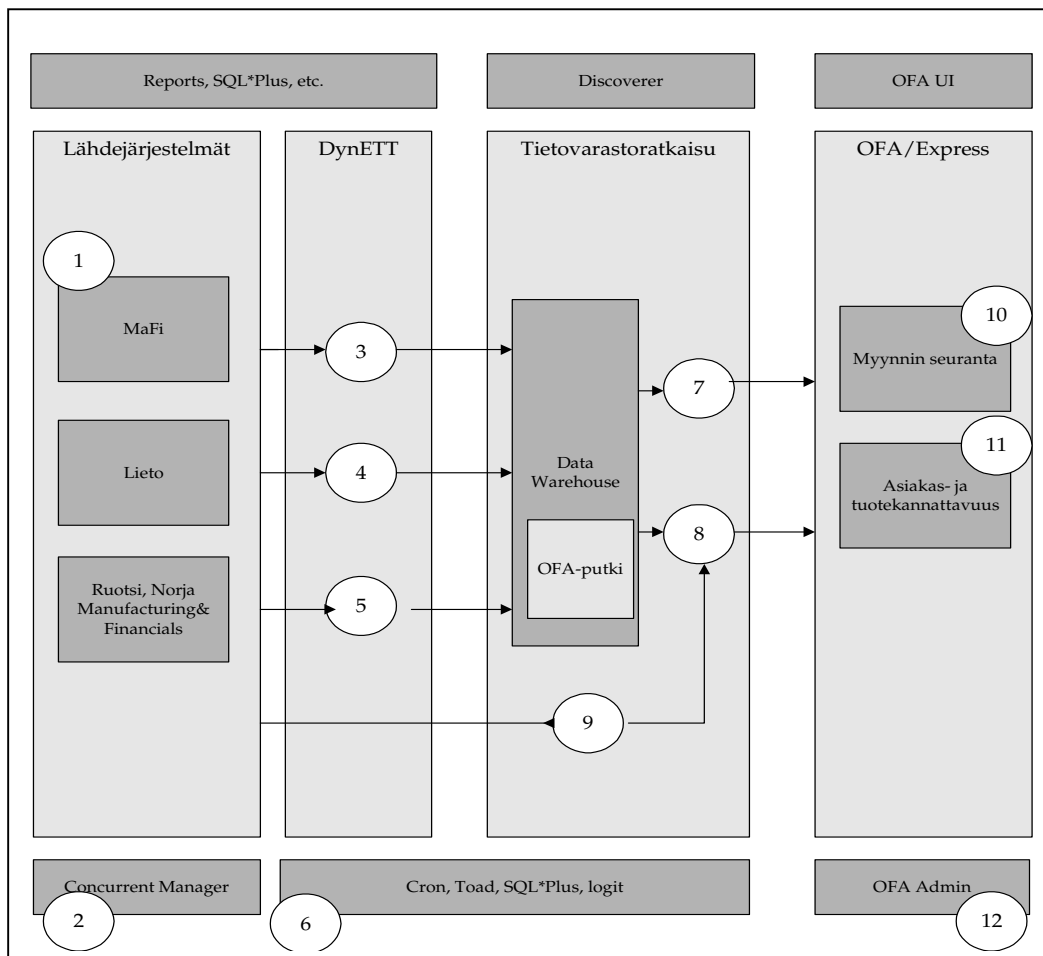 Reports, SQL*Plus, etc.
Discoverer
OFA UI
Lähdejärjestelmät
DynETT
Tietovarastoratkaisu
OFA/Express
1
MaFi
3
10
Myynnin seuranta
7
Lieto
4
Data
Warehouse
11
Asiakas- ja
tuotekannattavuus
8
OFA-putki
Ruotsi, Norja
Manufacturing&
Financials
5
9
Concurrent Manager
2
Cron, Toad, SQL*Plus, logit
6
OFA Admin
12